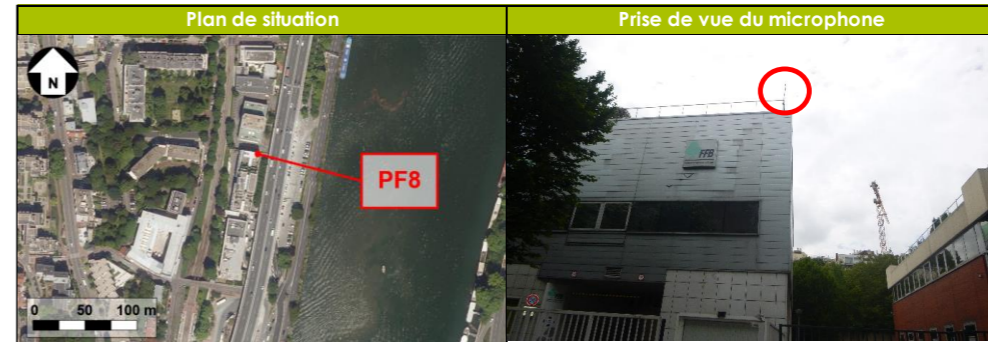 Plan de situation
Prise de vue du microphone
N
PF8
0 50 100 m
FFB